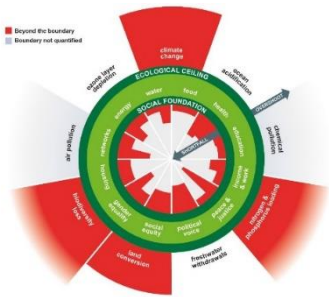 Beyond the boundary
Boundary not quantified
climate
change
ozone layer
depletion
ocean
acidification
ECOLOGICAL CEILING
OVERSHOOT
water
food
energy
health
SOCIAL FOUNDATION
SHORTFALL
air pollution
networks
education
chemical
pollution
housing
income
& work
gender
equality
peace &
justice
social
equity
political
voice
biodiversity
loss
nitrogen &
phosphorus loading
land
conversion
freshwater
withdrawals